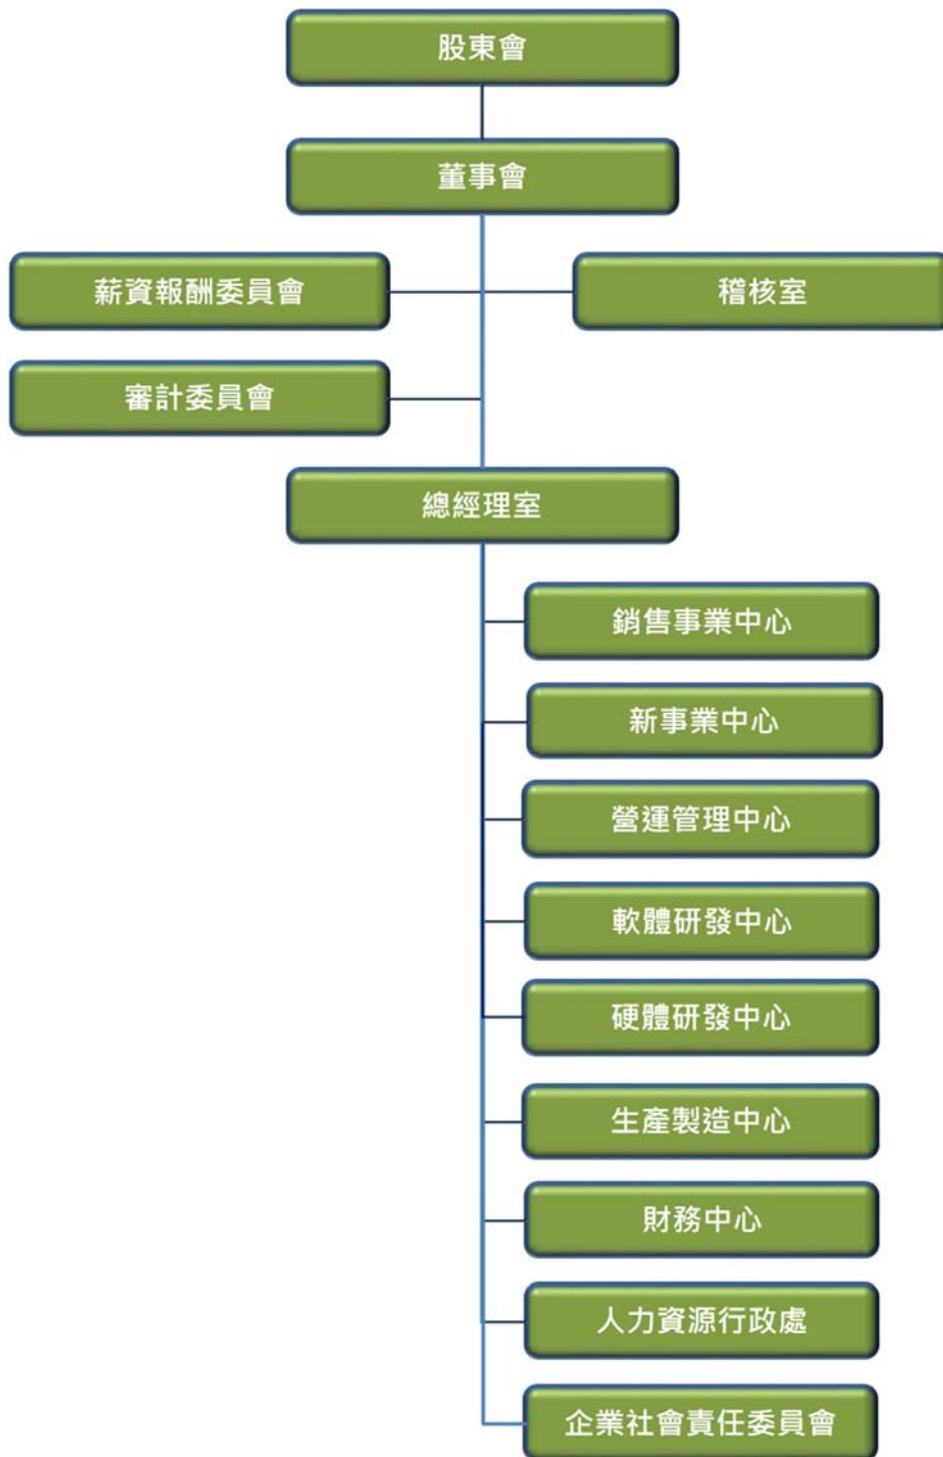 股東會
董事會
薪資報酬委員會
稽核室
審計委員會
總經理室
銷售事業中心
新事業中心
營運管理中心
軟體研發中心
硬體研發中心
生產製造中心
財務中心
人力資源行政處
企業社會責任委員會